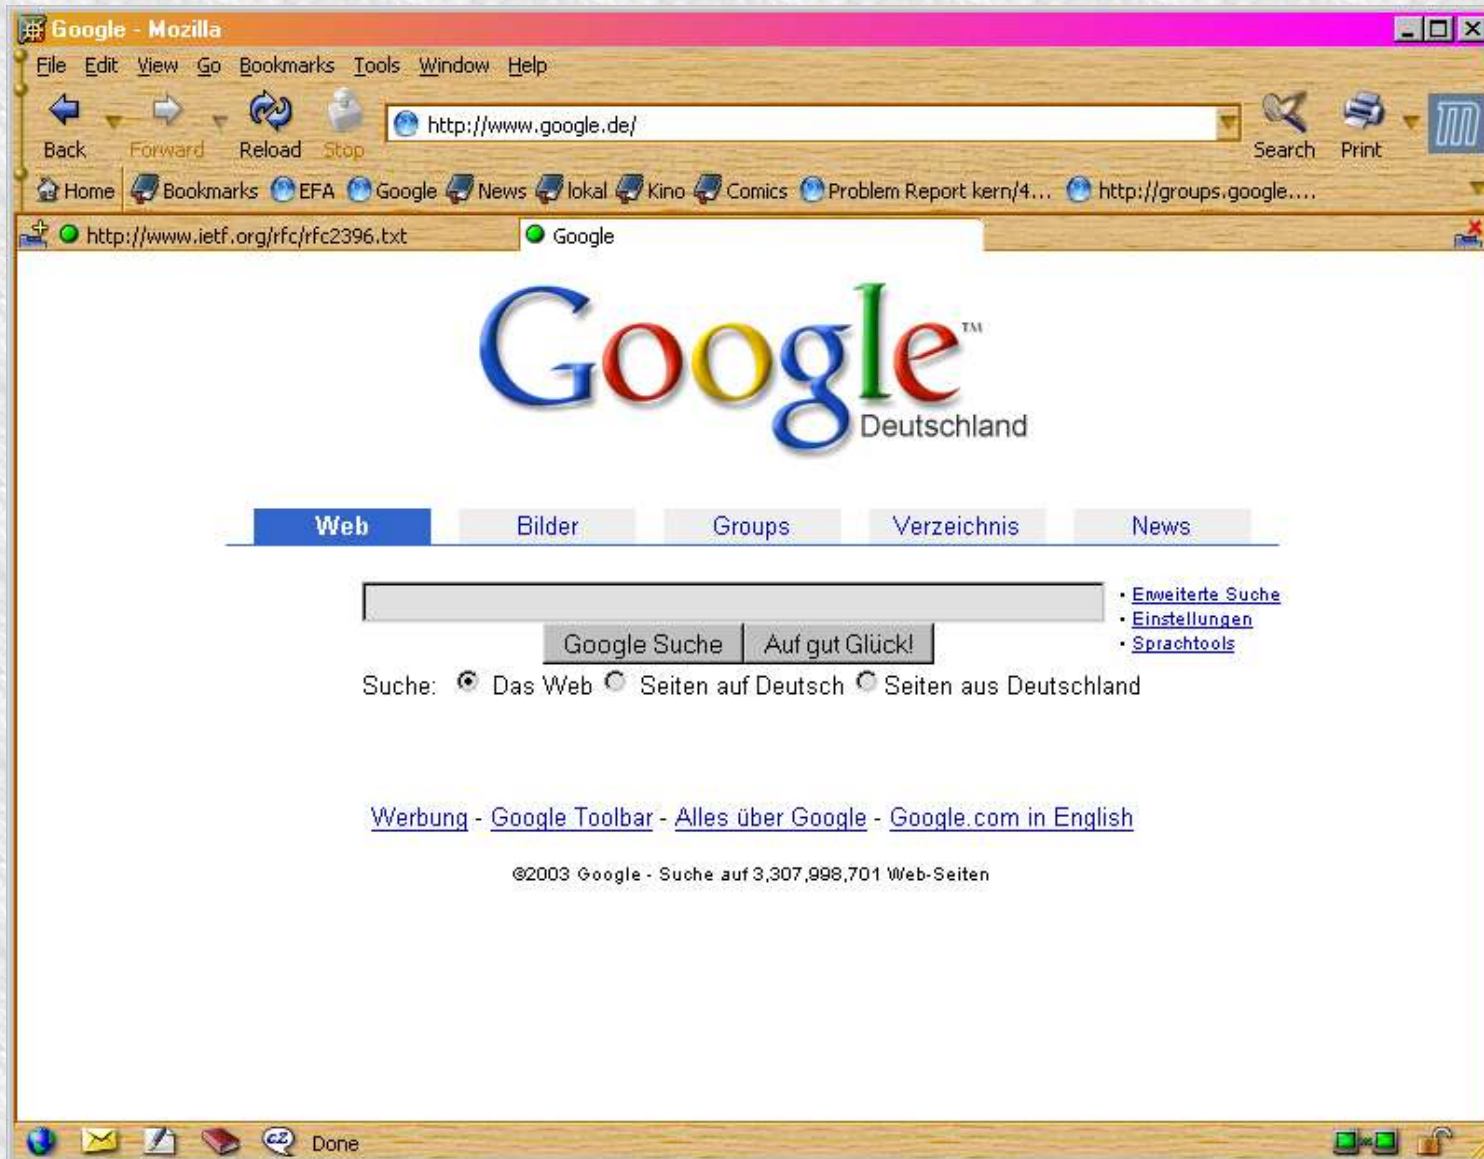 Google - Mozilla
File Edit View Go Bookmarks Tools Window Help
http://www.google.de/
Back Forward Reload Stop Search Print
Home Bookmarks EFA Google News lokal Kino Comics Problem Report kern/4... http://groups.google....
http://www.ietf.org/rfc/rfc2396.txt Google
Google™
Deutschland
Web Bilder Groups Verzeichnis News
• Erweiterte Suche
• Einstellungen
Google Suche Auf gut Glück! • Sprachtools
Suche: Das Web Seiten auf Deutsch Seiten aus Deutschland
Werbung - Google Toolbar - Alles über Google - Google.com in English
©2003 Google - Suche auf 3,307,998,701 Web-Seiten
cZ Done